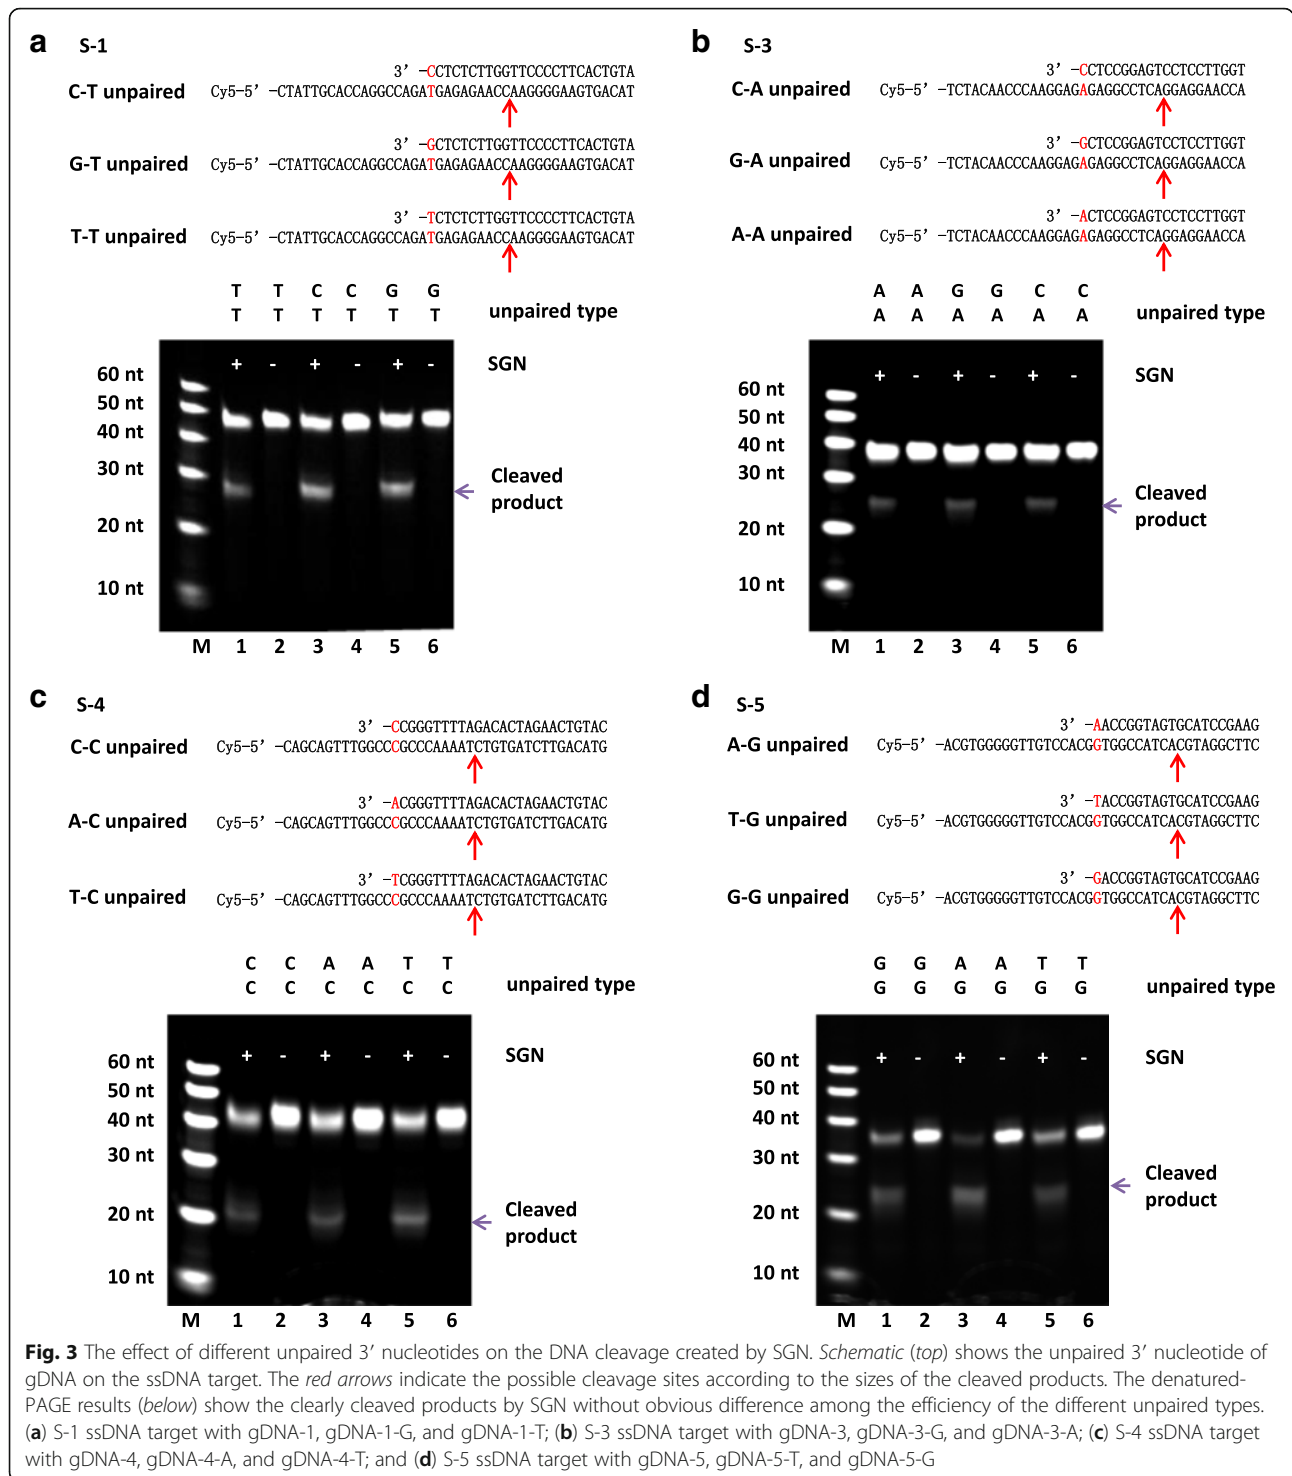 a S-1
3' -CCTCTCTTGGTTCCCCTTCACTGTA
C-T unpaired Cy5-5' -CTATTGCACCAGGCCAGATGAGAGAACCAAGGGGAAGTGACAT
3' -GCTCTCTTGGTTCCCCTTCACTGTA
G-T unpaired Cy5-5' -CTATTGCACCAGGCCAGATGAGAGAACCAAGGGGAAGTGACAT
3' -TCTCTCTTGGTTCCCCTTCACTGTA
T-T unpaired Cy5-5' -CTATTGCACCAGGCCAGATGAGAGAACCAAGGGGAAGTGACAT
T T C C G G
T T T T T T unpaired type
+ - + - + - SGN
60 nt
50 nt
40 nt
30 nt
Cleaved
product
20 nt
10 nt
M 1 2 3 4 5 6
b S-3
3' -CCTCCGGAGTCCTCCTTGGT
C-A unpaired Cy5-5' -TCTACAACCCAAGGAGAGAGGCCTCAGGAGGAACCA
3' -GCTCCGGAGTCCTCCTTGGT
G-A unpaired Cy5-5' -TCTACAACCCAAGGAGAGAGGCCTCAGGAGGAACCA
3' -ACTCCGGAGTCCTCCTTGGT
A-A unpaired Cy5-5' -TCTACAACCCAAGGAGAGAGGCCTCAGGAGGAACCA
A A G G C C
A A A A A A unpaired type
+ - + - + - SGN
60 nt
50 nt
40 nt
30 nt
Cleaved
product
20 nt
10 nt
M 1 2 3 4 5 6
c S-4
3' -CCGGGTTTTAGACACTAGAACTGTAC
C-C unpaired Cy5-5' -CAGCAGTTTGGCCCGCCCAAAATCTGTGATCTTGACATG
3' -ACGGGTTTTAGACACTAGAACTGTAC
A-C unpaired Cy5-5' -CAGCAGTTTGGCCCGCCCAAAATCTGTGATCTTGACATG
3' -TCGGGTTTTAGACACTAGAACTGTAC
T-C unpaired Cy5-5' -CAGCAGTTTGGCCCGCCCAAAATCTGTGATCTTGACATG
C C A A T T
C C C C C C unpaired type
+ - + - + - SGN
60 nt
50 nt
40 nt
30 nt
20 nt
Cleaved
product
10 nt
M 1 2 3 4 5 6
d S-5
3' -AACCGGTAGTGCATCCGAAG
A-G unpaired Cy5-5' -ACGTGGGGGTTGTCCACGGTGGCCATCACGTAGGCTTC
3' -TACCGGTAGTGCATCCGAAG
T-G unpaired Cy5-5' -ACGTGGGGGTTGTCCACGGTGGCCATCACGTAGGCTTC
3' -GACCGGTAGTGCATCCGAAG
G-G unpaired Cy5-5' -ACGTGGGGGTTGTCCACGGTGGCCATCACGTAGGCTTC
G G A A T T
G G G G G G unpaired type
+ - + - + - SGN
60 nt
50 nt
40 nt
30 nt
Cleaved
product
20 nt
10 nt
M 1 2 3 4 5 6
Fig. 3 The effect of different unpaired 3′ nucleotides on the DNA cleavage created by SGN. Schematic (top) shows the unpaired 3′ nucleotide of
gDNA on the ssDNA target. The red arrows indicate the possible cleavage sites according to the sizes of the cleaved products. The denatured-
PAGE results (below) show the clearly cleaved products by SGN without obvious difference among the efficiency of the different unpaired types.
(a) S-1 ssDNA target with gDNA-1, gDNA-1-G, and gDNA-1-T; (b) S-3 ssDNA target with gDNA-3, gDNA-3-G, and gDNA-3-A; (c) S-4 ssDNA target
with gDNA-4, gDNA-4-A, and gDNA-4-T; and (d) S-5 ssDNA target with gDNA-5, gDNA-5-T, and gDNA-5-G